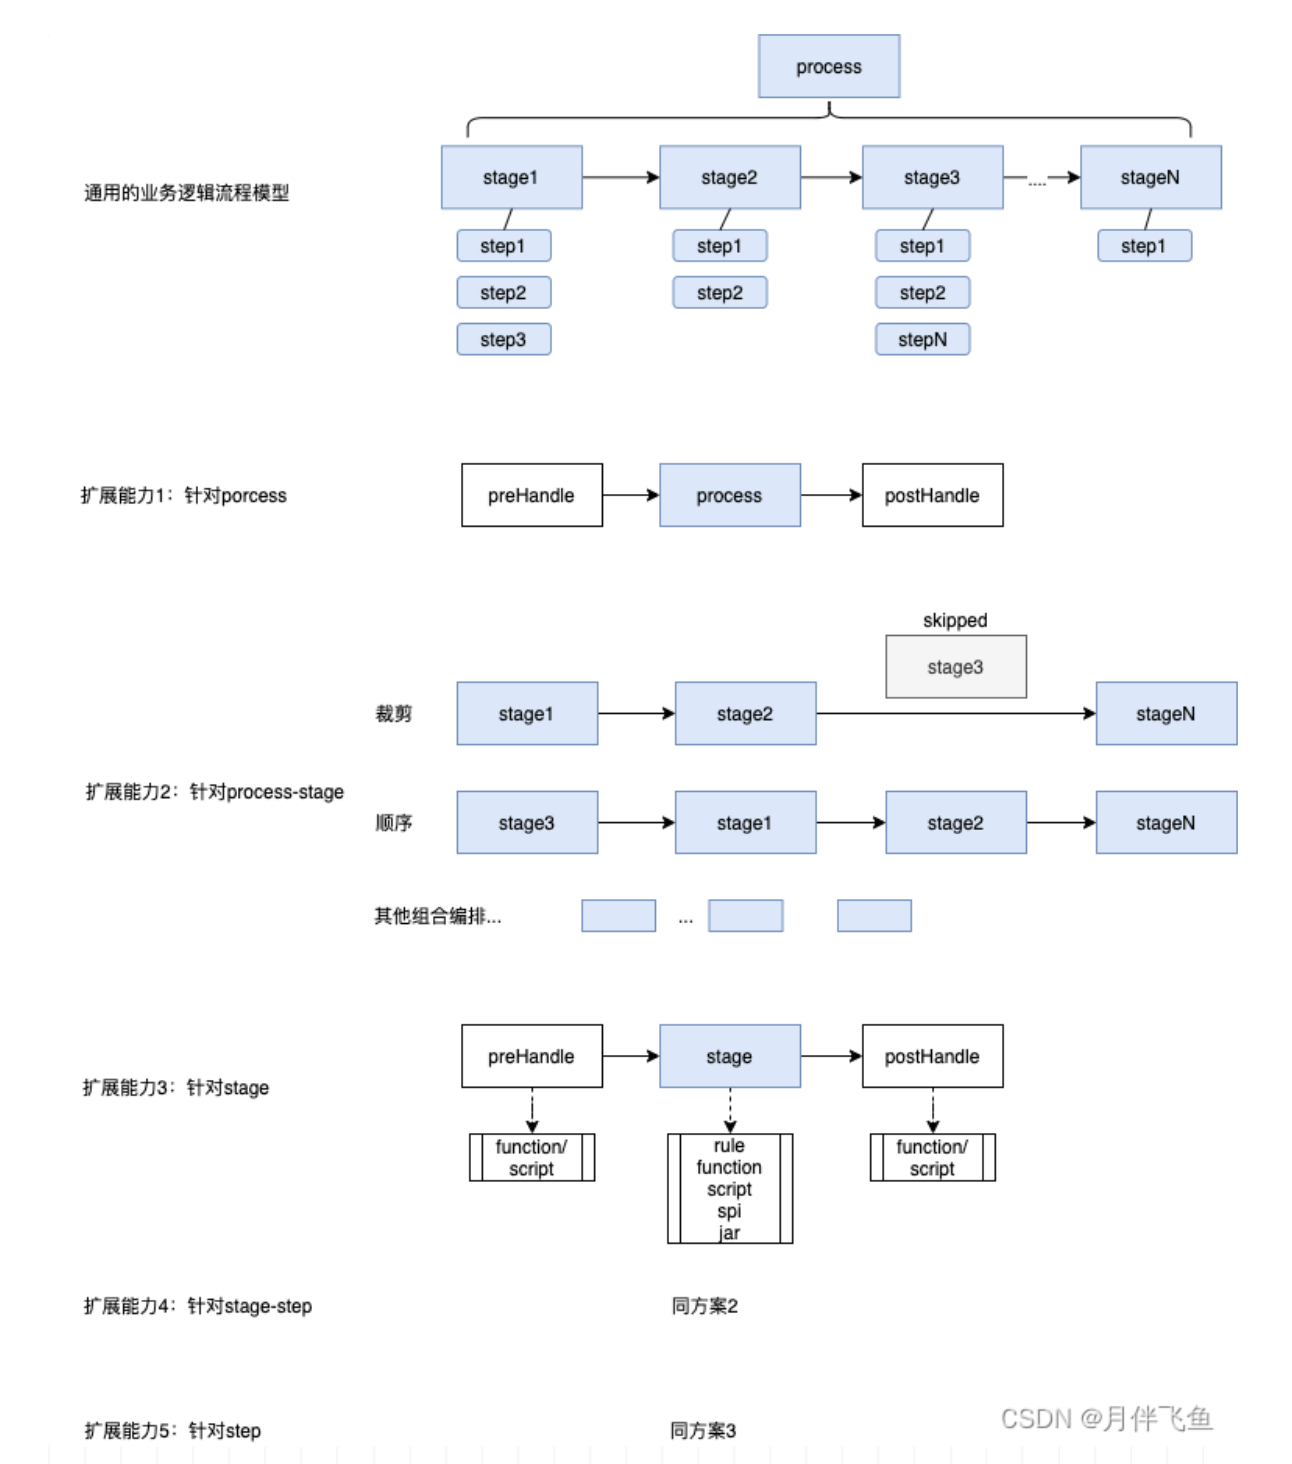 process
通用的业务逻辑流程模型
stage1
stage2
stage3
....
stageN
step1
step1
step1
step1
step2
step2
step2
step3
stepN
扩展能力1：针对porcess
preHandle
process
postHandle
skipped
stage3
裁剪
stage1
stage2
stageN
扩展能力2：针对process-stage
顺序
stage3
stage1
stage2
stageN
其他组合编排...
...
扩展能力3：针对stage
preHandle
stage
postHandle
function/
script
rule
function
script
spi
jar
function/
script
扩展能力4：针对stage-step
同方案2
扩展能力5：针对step
同方案3
CSDN @月伴飞鱼